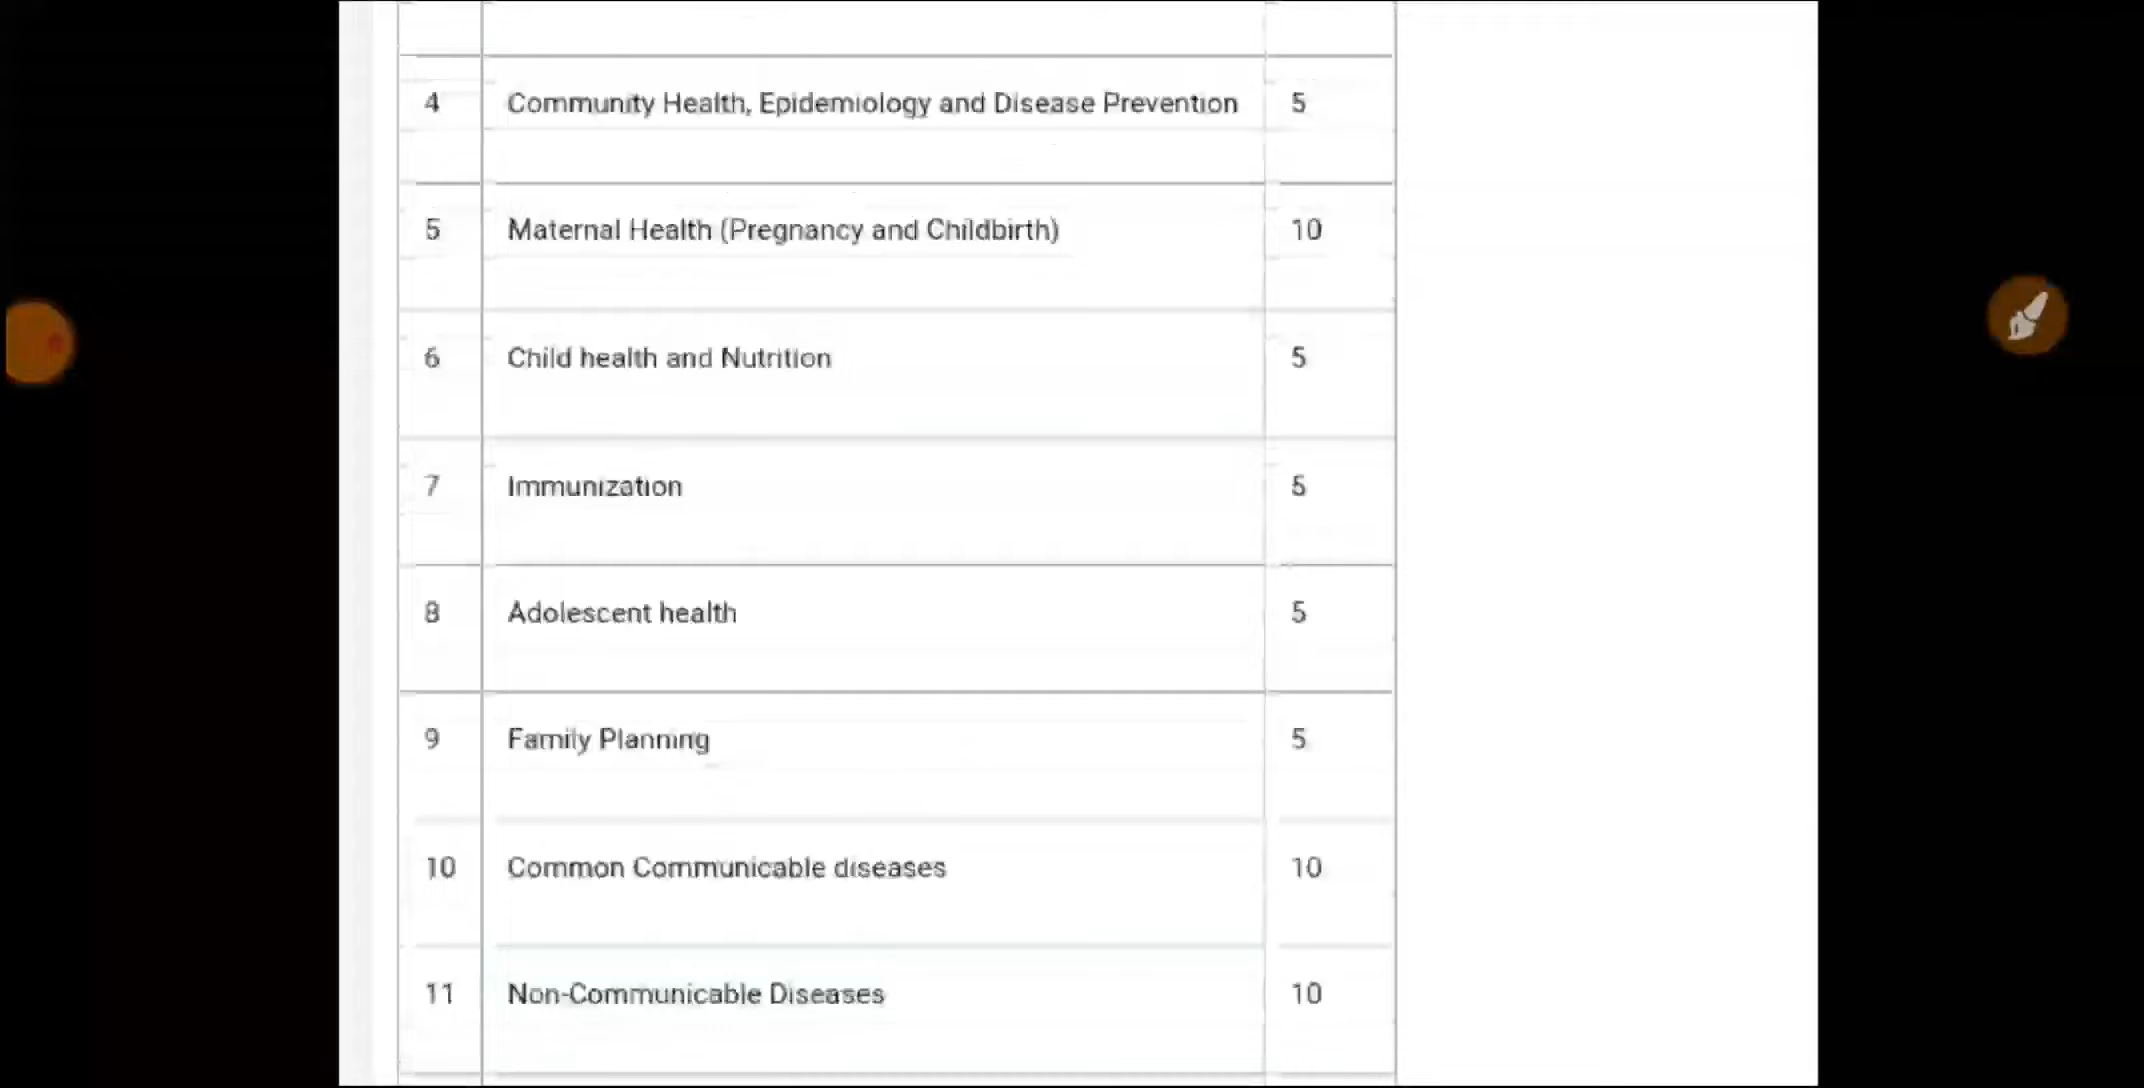 4 Community Health, Epidemiology and Disease Prevention 5
5 Maternal Health (Pregnancy and Childbirth) 10
6 Child health and Nutrition 5
7 Immunization 5
8 Adolescent health 5
9 Family Planning 5
10 Common Communicable diseases 10
11 Non-Communicable Diseases 10